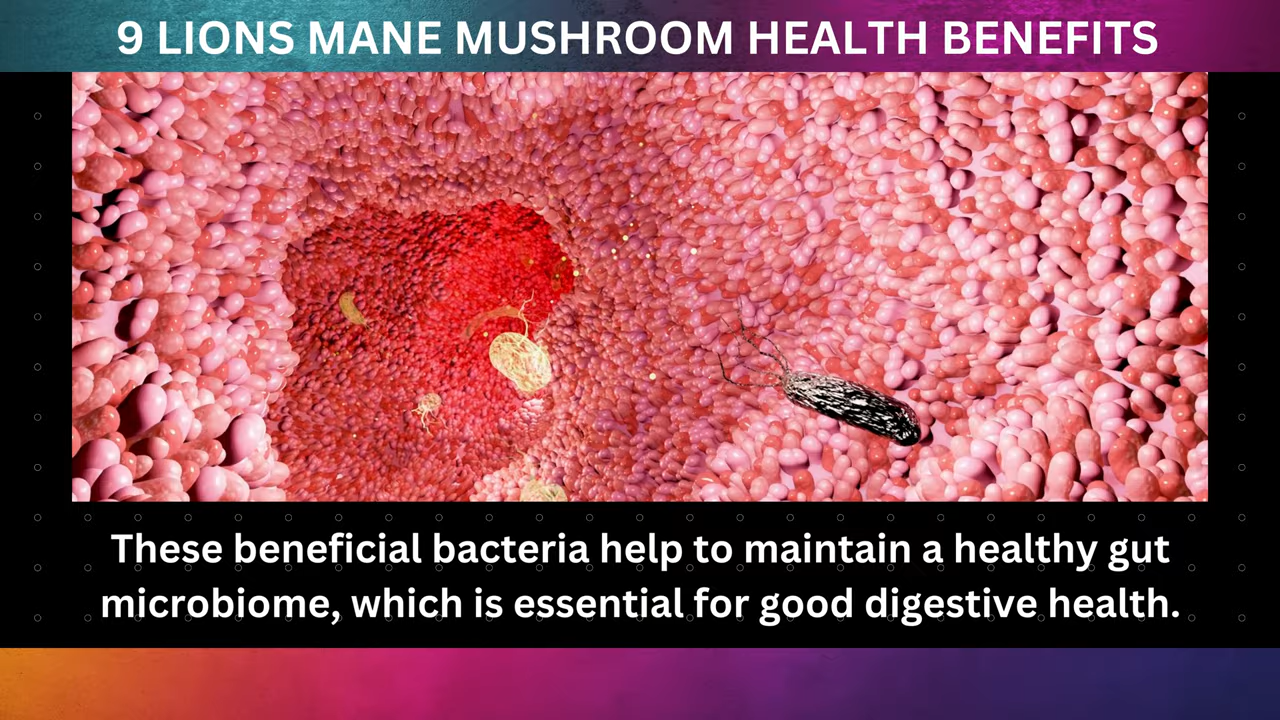 9 LIONS MANE MUSHROOM HEALTH BENEFITS
These beneficial bacteria help to maintain a healthy gut
microbiome, which is essential for good digestive health.